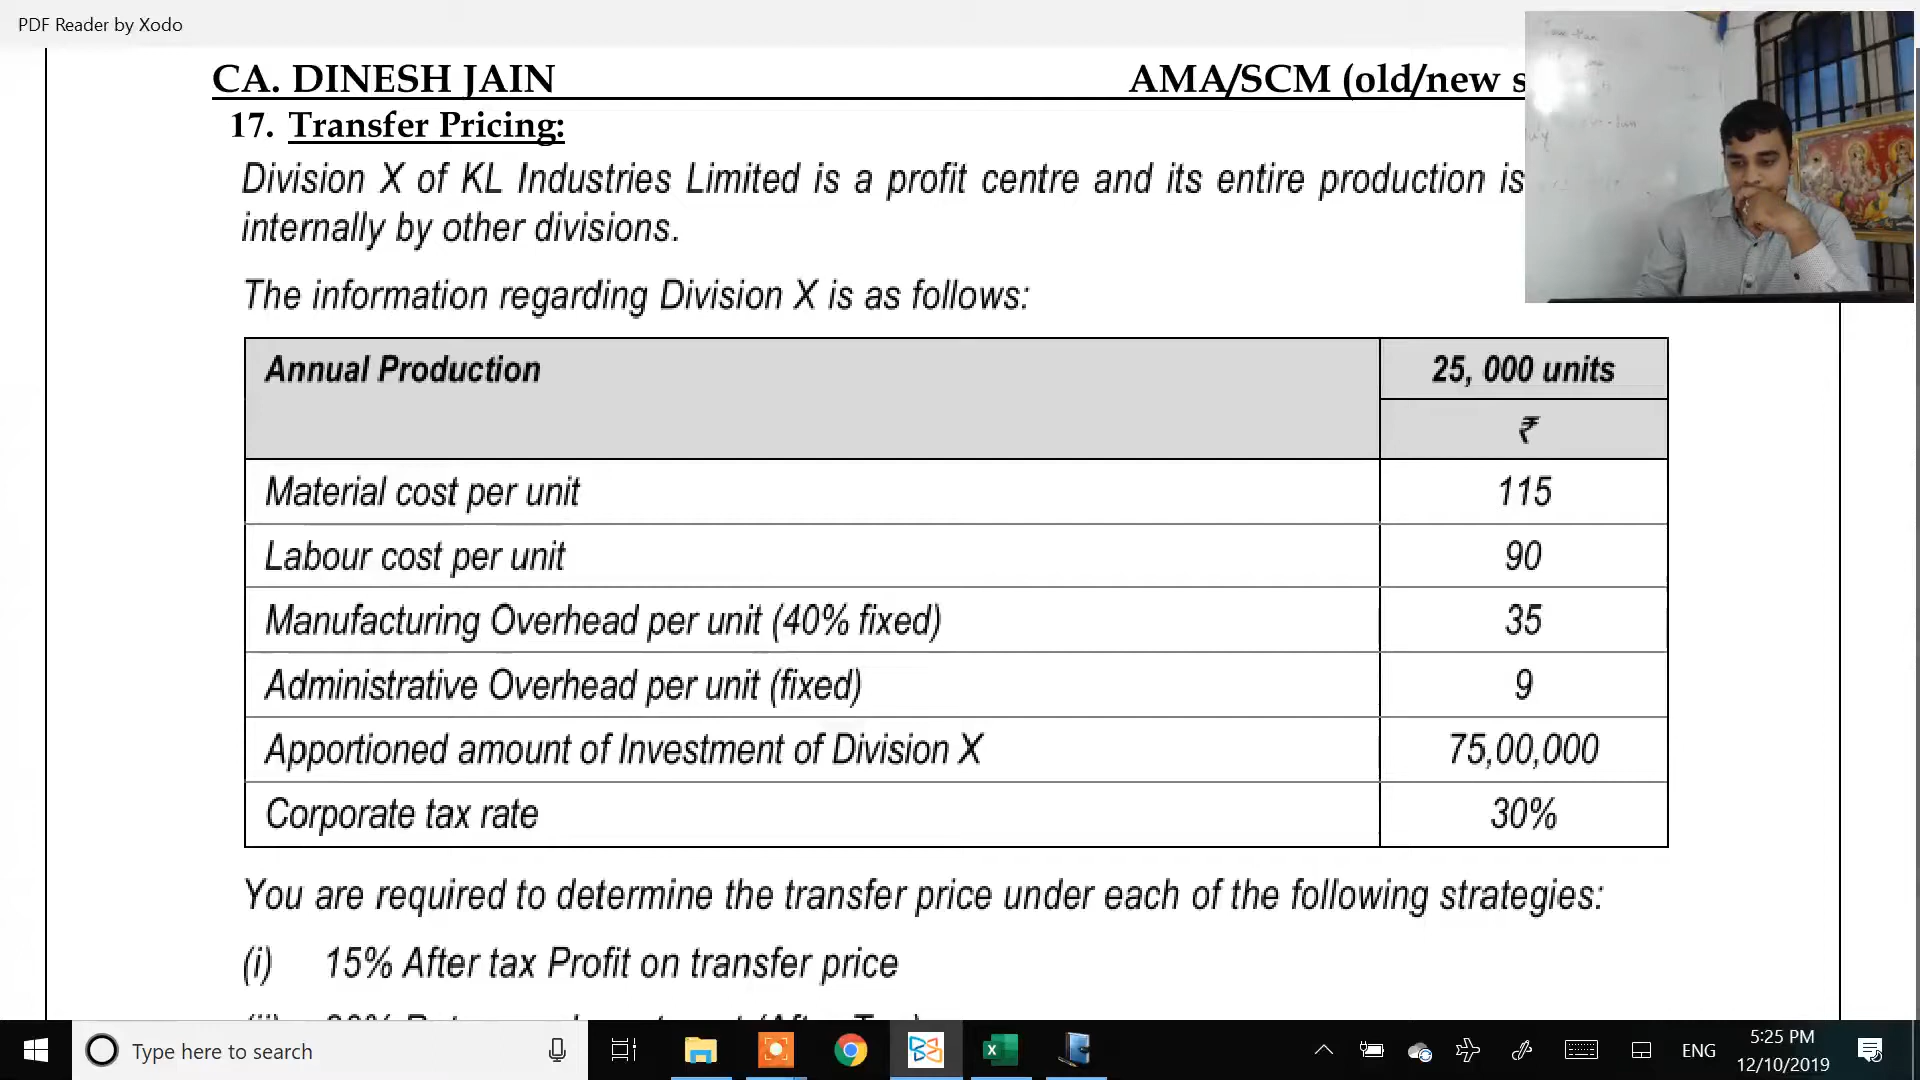 PDF Reader by Xodo
CA. DINESH JAIN AMA/SCM (old/new s
17. Transfer Pricing:
Division X of KL Industries Limited is a profit centre and its entire production is
internally by other divisions.
The information regarding Division X is as follows:
Annual Production 25, 000 units
₹
Material cost per unit 115
Labour cost per unit 90
Manufacturing Overhead per unit (40% fixed) 35
Administrative Overhead per unit (fixed) 9
Apportioned amount of Investment of Division X 75,00,000
Corporate tax rate 30%
You are required to determine the transfer price under each of the following strategies:
(i) 15% After tax Profit on transfer price
Type here to search
ENG
5:25 PM
12/10/2019